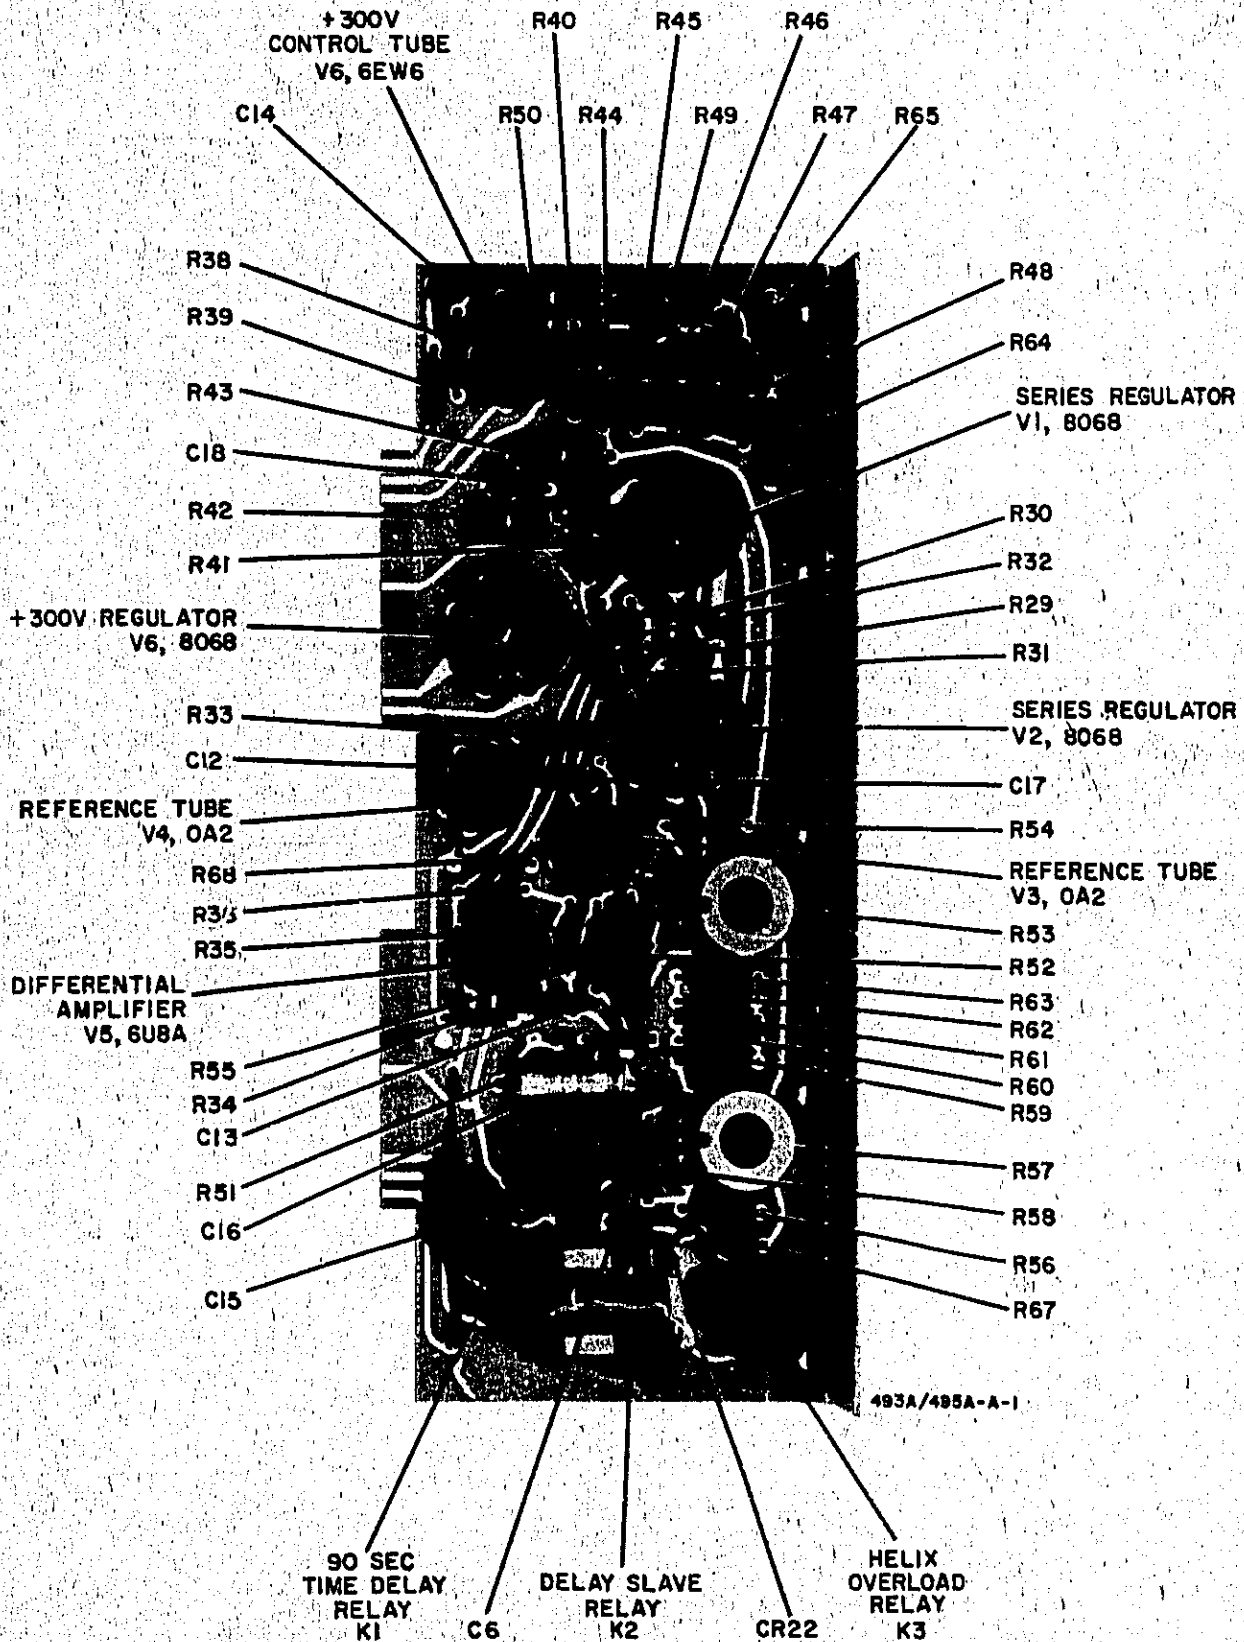 +300V
CONTROL TUBE
V6, 6EW6
R40
R45
R46
C14
R50
R44
R49
R47
R65
R38
R39
R43
C18
R42
R41
+300V REGULATOR
V6, 8068
R33
C12
REFERENCE TUBE
V4, OA2
R68
R35
DIFFERENTIAL
AMPLIFIER
V5, 6U8A
R55
R34
C13
R51
C16
C15
R48
R64
SERIES REGULATOR
V1, 8068
R30
R32
R29
R31
SERIES REGULATOR
V2, 8068
C17
R54
REFERENCE TUBE
V3, OA2
R53
R52
R63
R62
R61
R60
R59
R57
R58
R56
R67
493A/495A-A-1
90 SEC
TIME DELAY
RELAY
K1
C6
DELAY SLAVE
RELAY
K2
CR22
HELIX
OVERLOAD
RELAY
K3